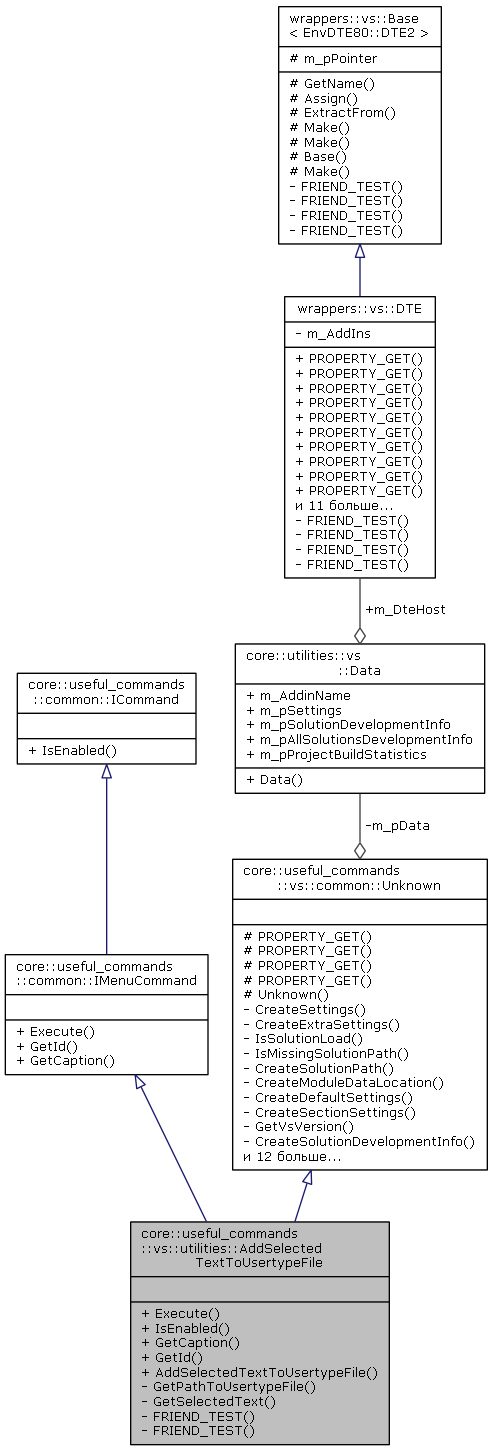 wrappers::vs::Base
< EnvDTE80::DTE2 >
# m_pPointer
# GetName()
# Assign()
# ExtractFrom()
# Make()
# Make()
# Base()
# Make()
- FRIEND_TEST()
- FRIEND_TEST()
- FRIEND_TEST()
- FRIEND_TEST()
wrappers::vs::DTE
- m_AddIns
+ PROPERTY_GET()
+ PROPERTY_GET()
+ PROPERTY_GET()
+ PROPERTY_GET()
+ PROPERTY_GET()
+ PROPERTY_GET()
+ PROPERTY_GET()
+ PROPERTY_GET()
+ PROPERTY_GET()
+ PROPERTY_GET()
и 11 больше...
- FRIEND_TEST()
- FRIEND_TEST()
- FRIEND_TEST()
- FRIEND_TEST()
+m_DteHost
core::utilities::vs
::Data
+ m_AddinName
+ m_pSettings
+ m_pSolutionDevelopmentInfo
+ m_pAllSolutionsDevelopmentInfo
+ m_pProjectBuildStatistics
+ Data()
core::useful_commands
::common::ICommand
+ IsEnabled()
-m_pData
core::useful_commands
::vs::common::Unknown
# PROPERTY_GET()
# PROPERTY_GET()
# PROPERTY_GET()
# PROPERTY_GET()
# Unknown()
- CreateSettings()
- CreateExtraSettings()
- IsSolutionLoad()
- IsMissingSolutionPath()
- CreateSolutionPath()
- CreateModuleDataLocation()
- CreateDefaultSettings()
- CreateSectionSettings()
- GetVsVersion()
- CreateSolutionDevelopmentInfo()
и 12 больше...
core::useful_commands
::common::IMenuCommand
+ Execute()
+ GetId()
+ GetCaption()
core::useful_commands
::vs::utilities::AddSelected
TextToUsertypeFile
+ Execute()
+ IsEnabled()
+ GetCaption()
+ GetId()
+ AddSelectedTextToUsertypeFile()
- GetPathToUsertypeFile()
- GetSelectedText()
- FRIEND_TEST()
- FRIEND_TEST()